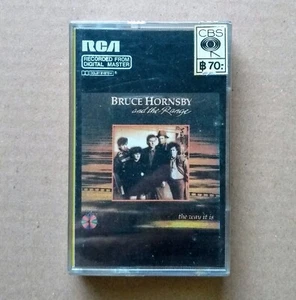 RCA
CBS
฿70:
RECORDED FROM
DIGITAL MASTER
BRUCE HORNSBY
and the Range
the way it is